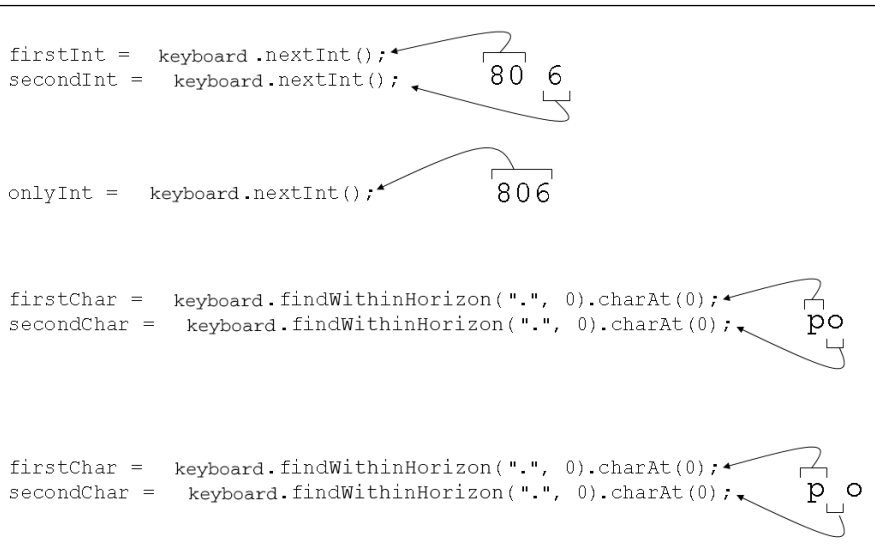 firstInt = keyboard.nextInt();
secondInt = keyboard.nextInt();
80 6
onlyInt = keyboard.nextInt();
806
firstChar = keyboard.findWithinHorizon(".", 0).charAt(0);
secondChar = keyboard.findWithinHorizon(".", 0).charAt(0);
po
firstChar = keyboard.findWithinHorizon(".", 0).charAt(0);
secondChar = keyboard.findWithinHorizon(".", 0).charAt(0);
p o